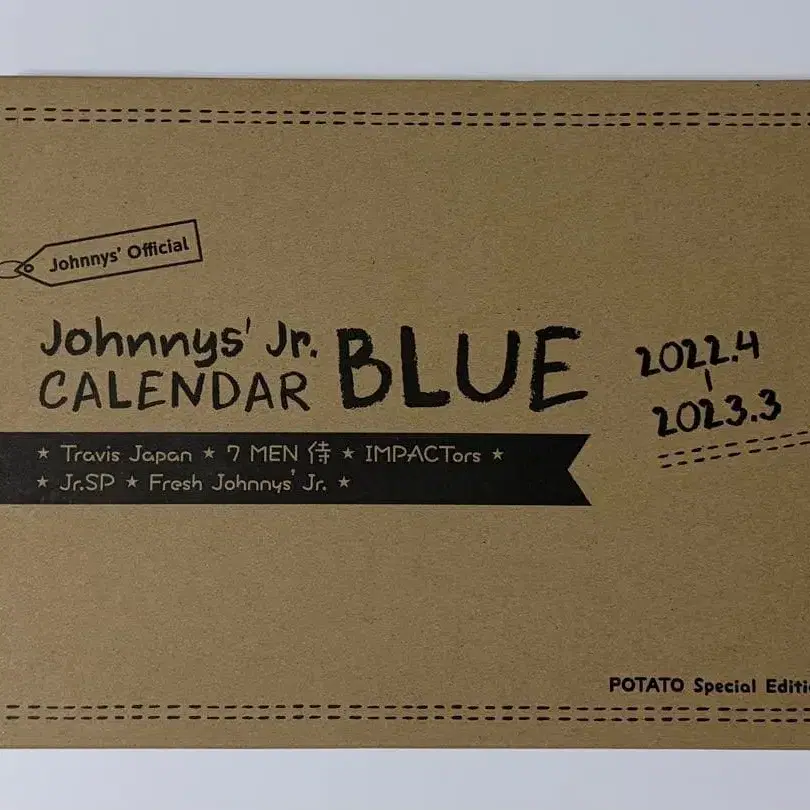 Johnnys' Official
Johnnys' Jr.
CALENDAR BLUE
2022.4
|
2023.3
★ Travis Japan ★ 7 MEN 侍 ★ IMPACTors ★
★ Jr.SP ★ Fresh Johnnys' Jr. ★
POTATO Special